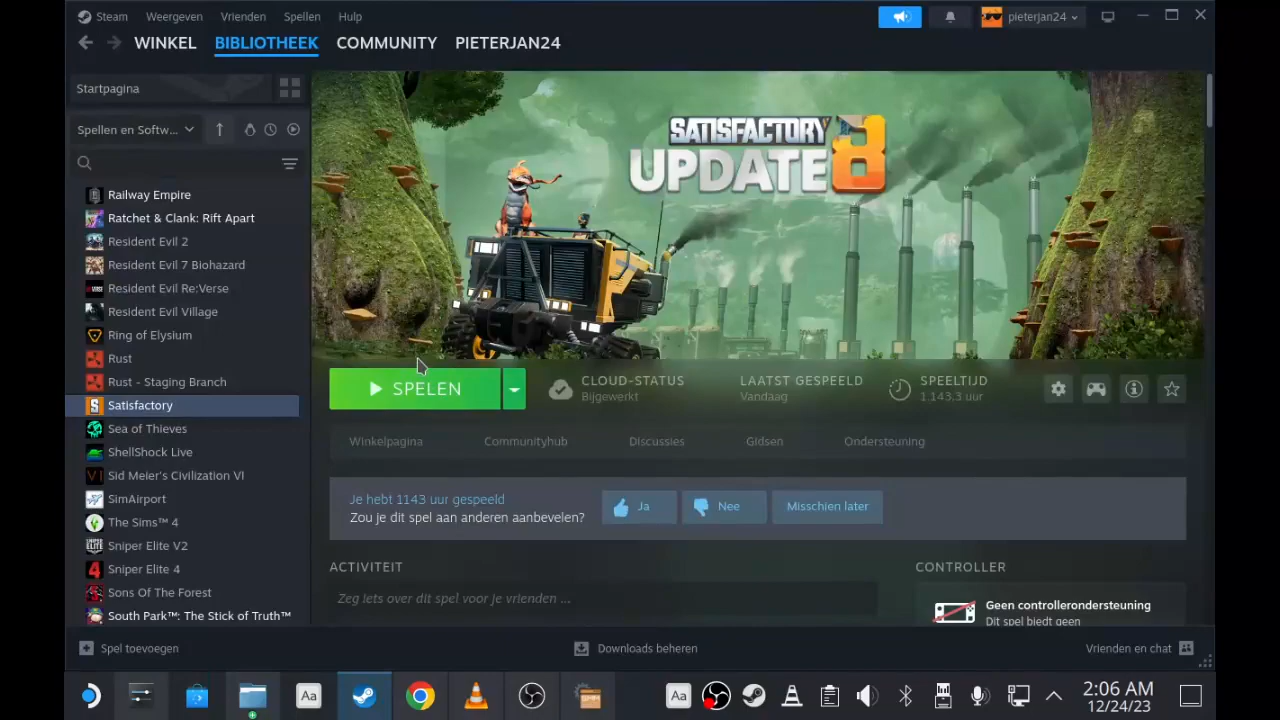 Steam Weergeven Vrienden Spellen Hulp pieterjan24
WINKEL BIBLIOTHEEK COMMUNITY PIETERJAN24
Startpagina
Spellen en Softw...
Railway Empire
Ratchet & Clank: Rift Apart
Resident Evil 2
Resident Evil 7 Biohazard
Resident Evil Re:Verse
Resident Evil Village
Ring of Elysium
Rust
Rust - Staging Branch
Satisfactory
Sea of Thieves
ShellShock Live
Sid Meier's Civilization VI
SimAirport
The Sims™ 4
Sniper Elite V2
Sniper Elite 4
Sons Of The Forest
South Park™: The Stick of Truth™
SATISFACTORY
UPDATE 8
SPELEN
CLOUD-STATUS
Bijgewerkt
LAATST GESPEELD
Vandaag
SPEELTIJD
1.143,3 uur
Winkelpagina Communityhub Discussies Gidsen Ondersteuning
Je hebt 1143 uur gespeeld
Zou je dit spel aan anderen aanbevelen?
Ja Nee Misschien later
ACTIVITEIT
Zeg iets over dit spel voor je vrienden ...
CONTROLLER
Geen controllerondersteuning
Dit spel biedt geen
Spel toevoegen Downloads beheren Vrienden en chat
Aa Aa
2:06 AM
12/24/23